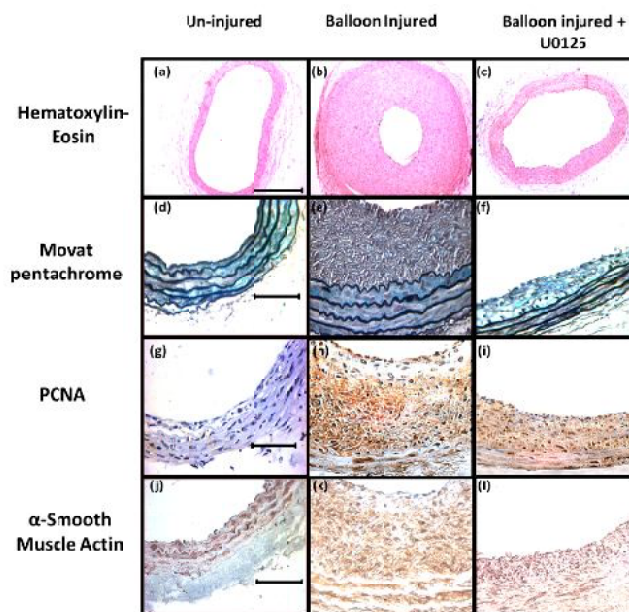 Un-injured
Balloon Injured
Balloon injured +
U0125
Hematoxylin-
Eosin
(a)
(b)
(c)
Movat
pentachrome
(d)
(e)
(f)
PCNA
(g)
(h)
(i)
α-Smooth
Muscle Actin
(j)
(k)
(l)